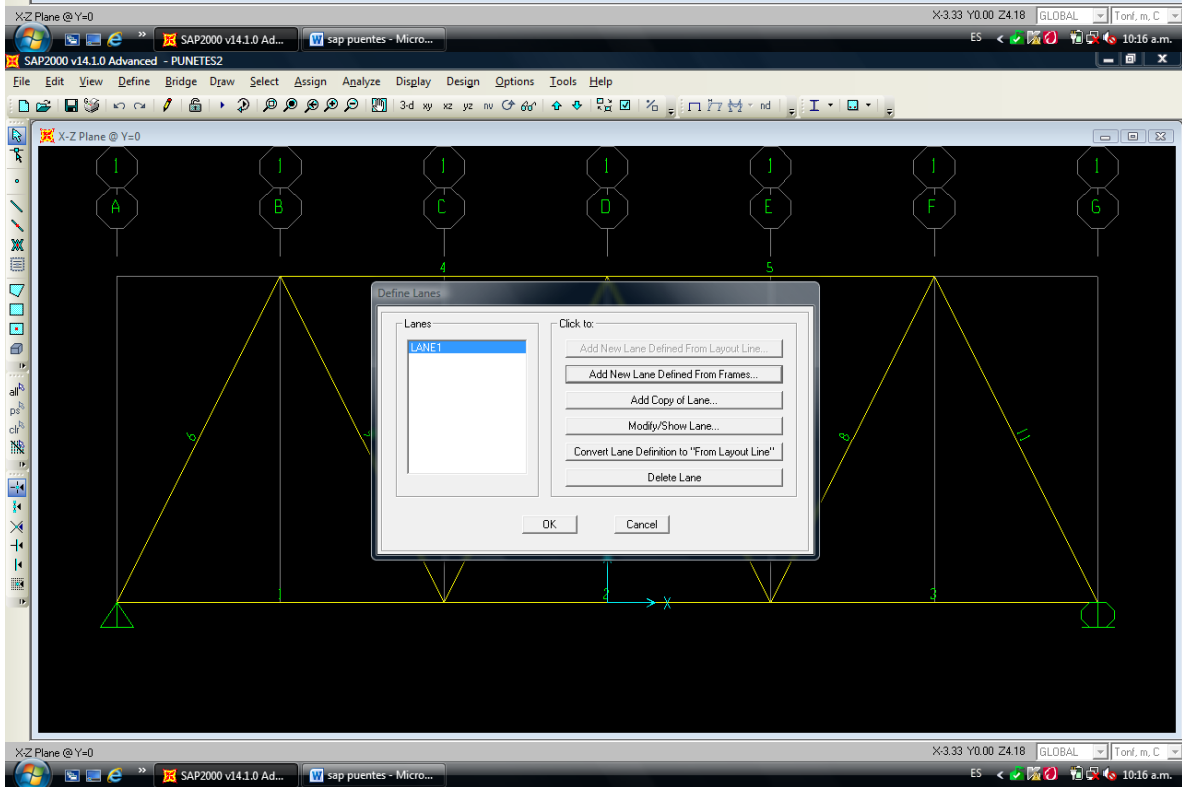 X-Z Plane @ Y=0 X-3.33 Y0.00 Z4.18 GLOBAL Tonf, m, C
» SAP2000 v14.1.0 Ad... sap puentes - Micro... ES < 10:16 a.m.
SAP2000 v14.1.0 Advanced - PUNETES2
File Edit View Define Bridge Draw Select Assign Analyze Display Design Options Tools Help
3-d xy xz yz nv nd
X-Z Plane @ Y=0
1 1 1 1 1 1 1
A B C D E F G
4 5
Define Lanes
Lanes
LANE1
Click to:
Add New Lane Defined From Layout Line...
Add New Lane Defined From Frames...
Add Copy of Lane...
Modify/Show Lane...
Convert Lane Definition to "From Layout Line"
Delete Lane
OK Cancel
all
ps
clr
8 11
1 2 3
X
X-Z Plane @ Y=0 X-3.33 Y0.00 Z4.18 GLOBAL Tonf, m, C
» SAP2000 v14.1.0 Ad... sap puentes - Micro... ES < 10:16 a.m.